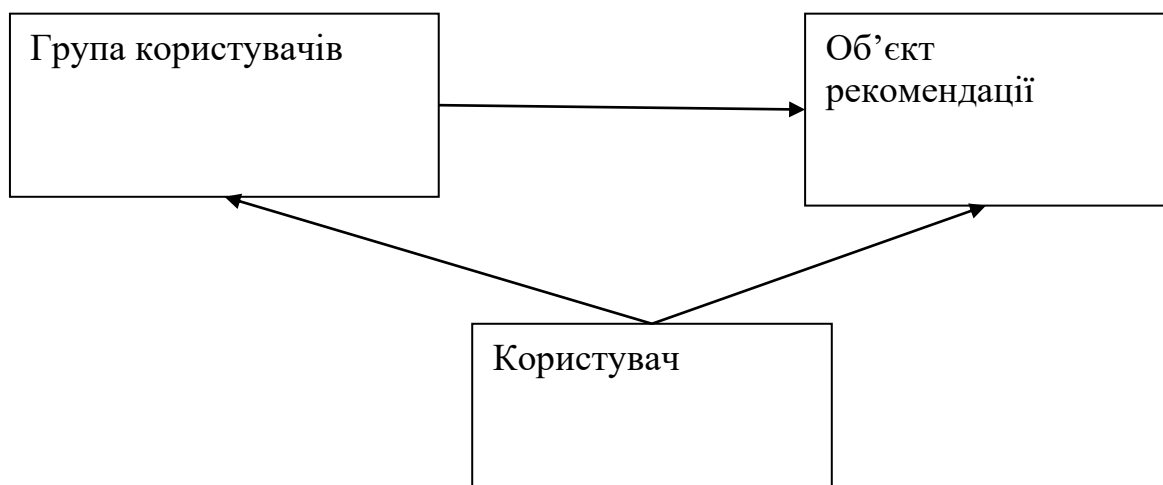 Група користувачів
Об’єкт
рекомендації
Користувач